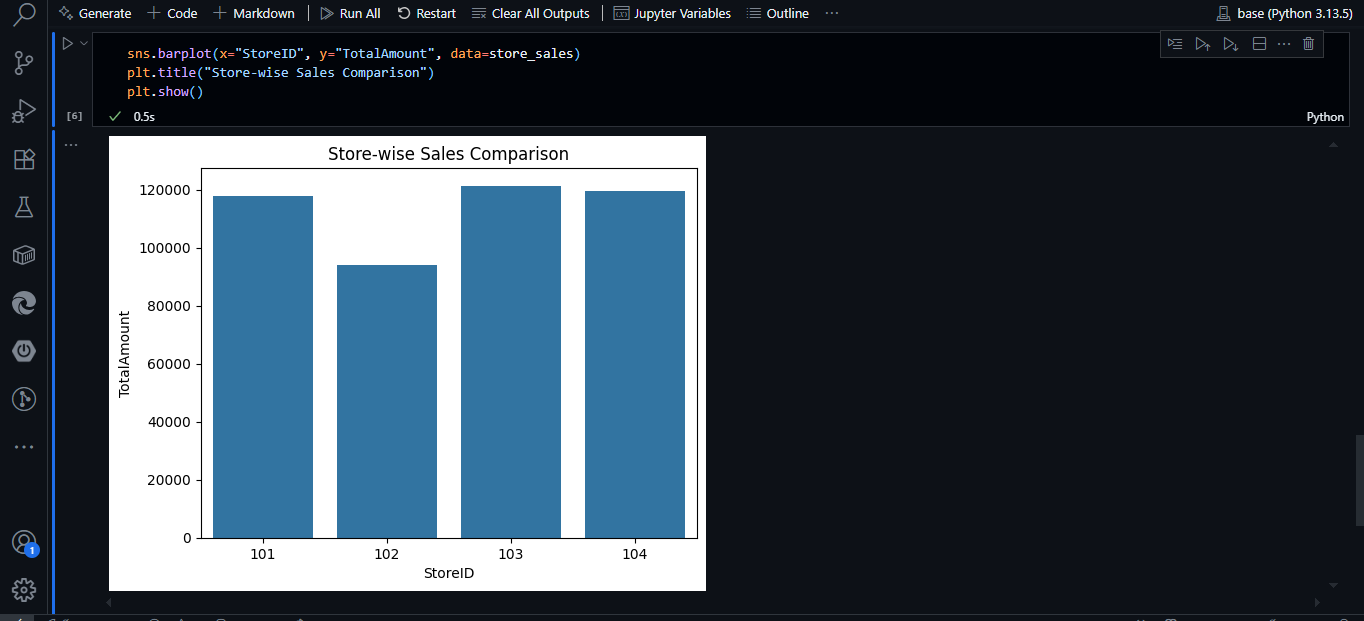 Generate + Code + Markdown Run All Restart Clear All Outputs Jupyter Variables Outline ... base (Python 3.13.5)
sns.barplot(x="StoreID", y="TotalAmount", data=store_sales)
plt.title("Store-wise Sales Comparison")
plt.show()
[6] ✓ 0.5s Python
Store-wise Sales Comparison
120000
100000
80000
60000
40000
20000
0
TotalAmount
101 102 103 104
StoreID
1